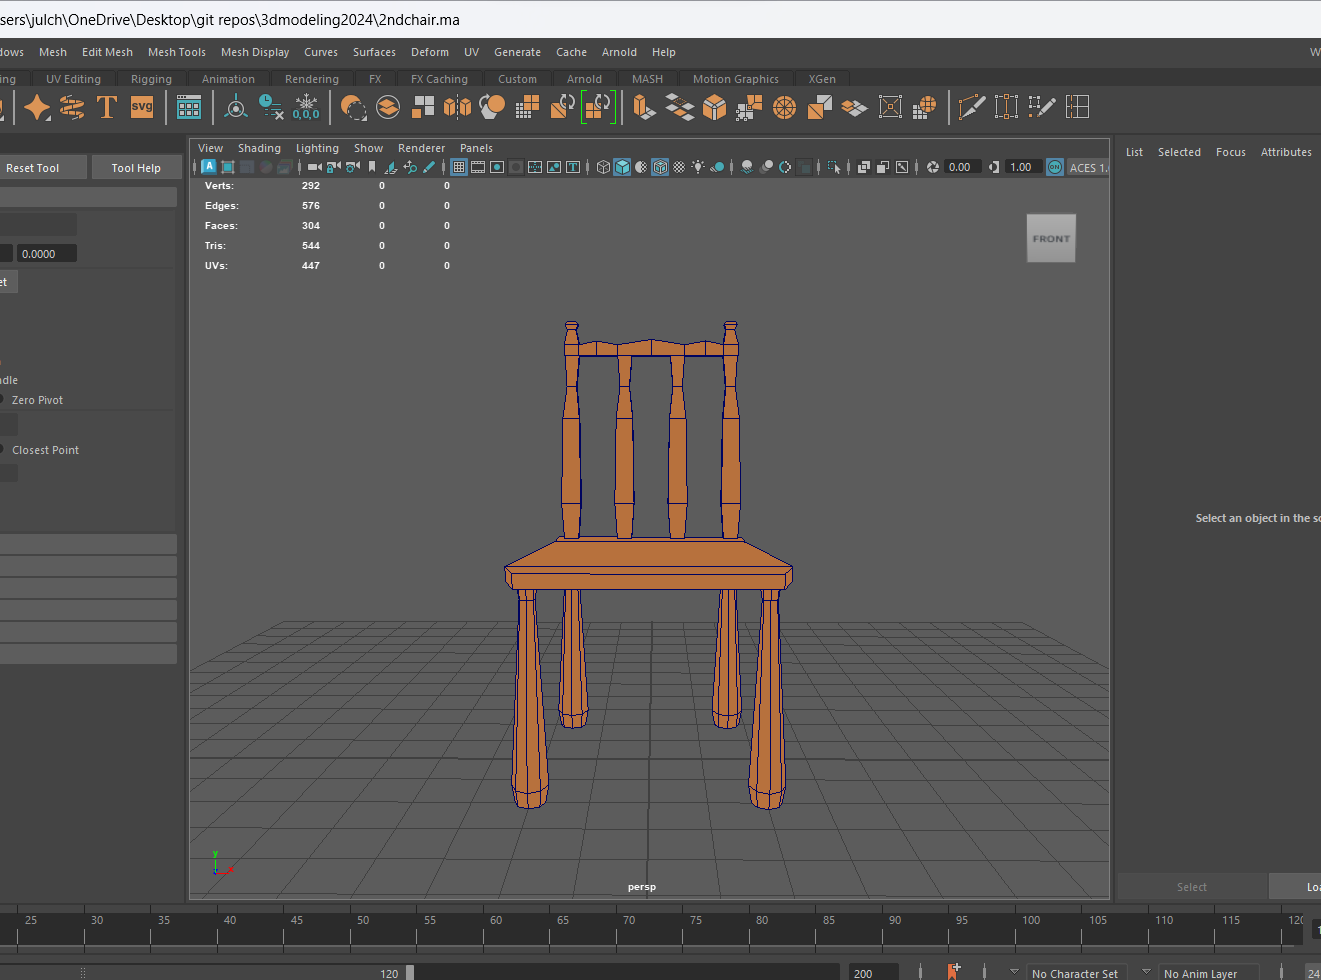 sers\julch\OneDrive\Desktop\git repos\3dmodeling2024\2ndchair.ma
dows Mesh Edit Mesh Mesh Tools Mesh Display Curves Surfaces Deform UV Generate Cache Arnold Help W
ing UV Editing Rigging Animation Rendering FX FX Caching Custom Arnold MASH Motion Graphics XGen
T svg 0,0,0
Reset Tool Tool Help
View Shading Lighting Show Renderer Panels
List Selected Focus Attributes
A T 0.00 1.00 ON ACES 1.
Verts: 292 0 0
Edges: 576 0 0
Faces: 304 0 0
Tris: 544 0 0
UVs: 447 0 0
FRONT
0.0000
et
dle
Zero Pivot
Closest Point
Select an object in the sc
y
x
persp
Select Loa
25 30 35 40 45 50 55 60 65 70 75 80 85 90 95 100 105 110 115 120
1
120 200 No Character Set No Anim Layer 24